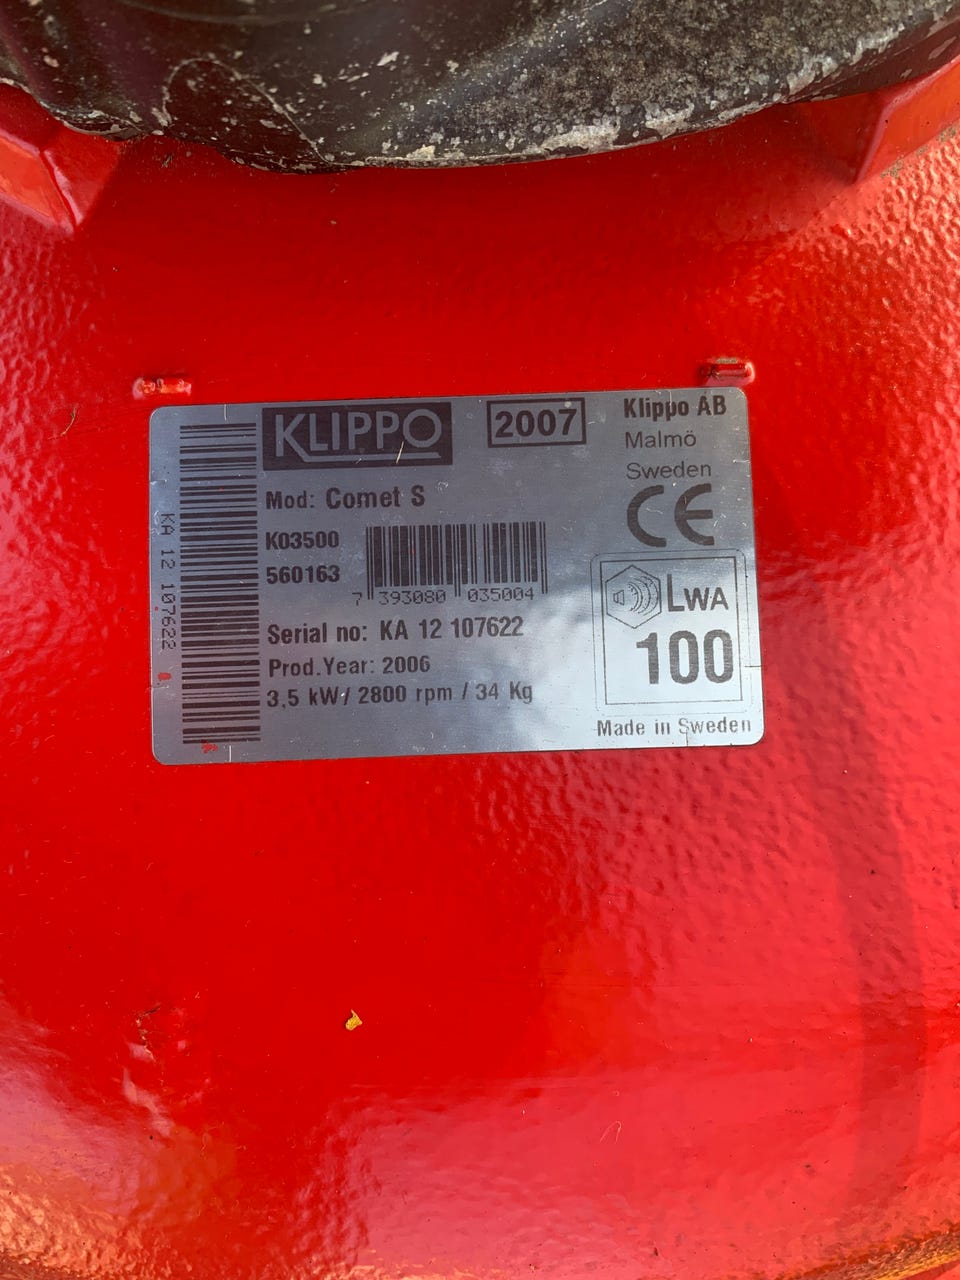 KLIPPO
2007
Klippo AB
Malmö
Sweden
CE
Mod: Comet S
K03500
560163
7 393080 035004
Serial no: KA 12 107622
Prod.Year: 2006
3,5 kW/ 2800 rpm / 34 Kg
LWA
100
Made in Sweden
KA 12 107622